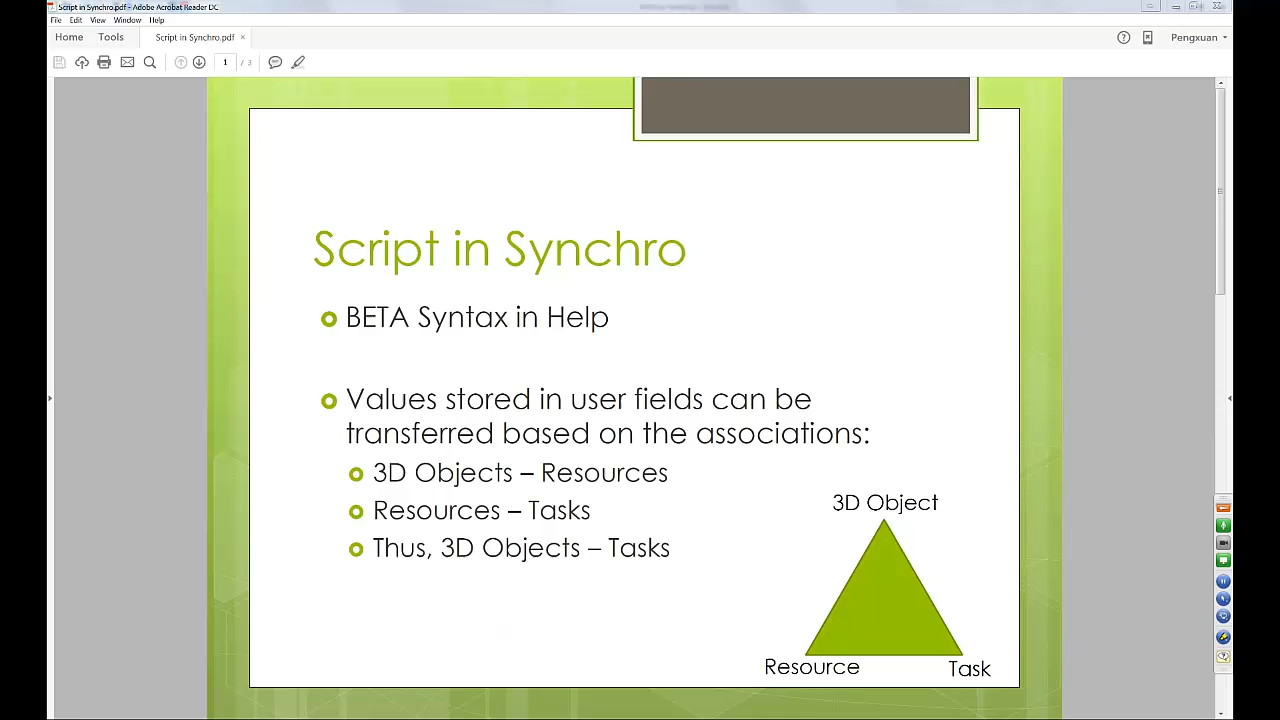 Script in Synchro.pdf - Adobe Acrobat Reader DC
File Edit View Window Help
Home Tools Script in Synchro.pdf × Pengxuan
1 / 3
Script in Synchro
BETA Syntax in Help
Values stored in user fields can be
transferred based on the associations:
3D Objects – Resources
Resources – Tasks
Thus, 3D Objects – Tasks
3D Object
Resource Task